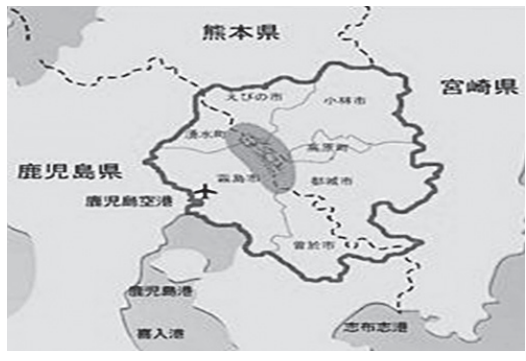 熊本県
宮崎県
えびの市
小林市
湧水町
高原町
鹿児島県
霧島市
都城市
鹿児島空港
曽於市
鹿児島港
喜入港
志布志港